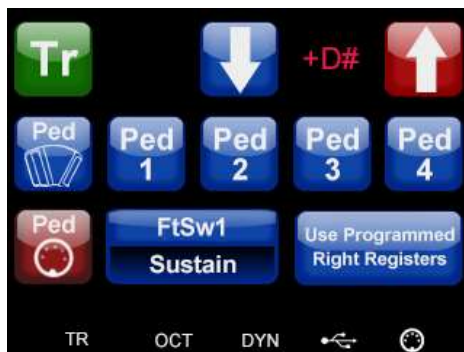 Tr
+D#
Ped
Ped
1
Ped
2
Ped
3
Ped
4
Ped
FtSw1
Sustain
Use Programmed
Right Registers
TR OCT DYN